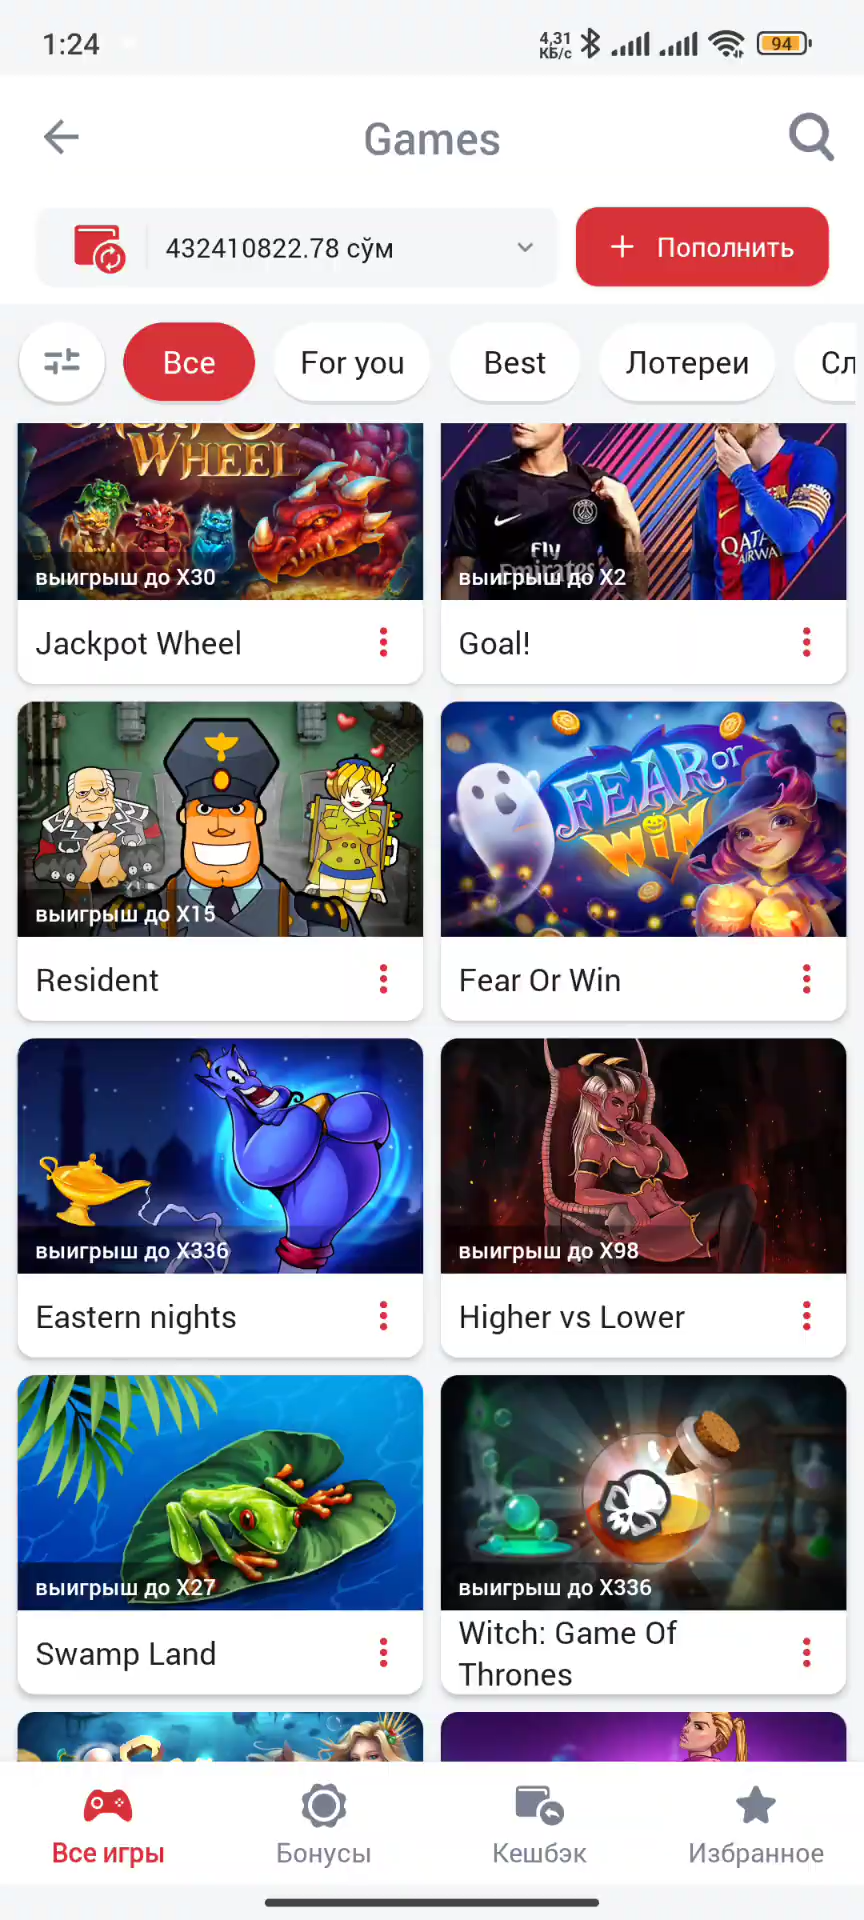 1:24
4,31
КБ/с
94
Games
432410822.78 сўм
+ Пополнить
Все
For you
Best
Лотереи
WHEEL
выигрыш до X30
Fly
Emirates
QATAR
AIRWA
выигрыш до X2
Jackpot Wheel
Goal!
выигрыш до X15
FEAR or
WIN
Resident
Fear Or Win
выигрыш до X336
выигрыш до X98
Eastern nights
Higher vs Lower
выигрыш до X27
выигрыш до X336
Swamp Land
Witch: Game Of
Thrones
Все игры
Бонусы
Кешбэк
Избранное